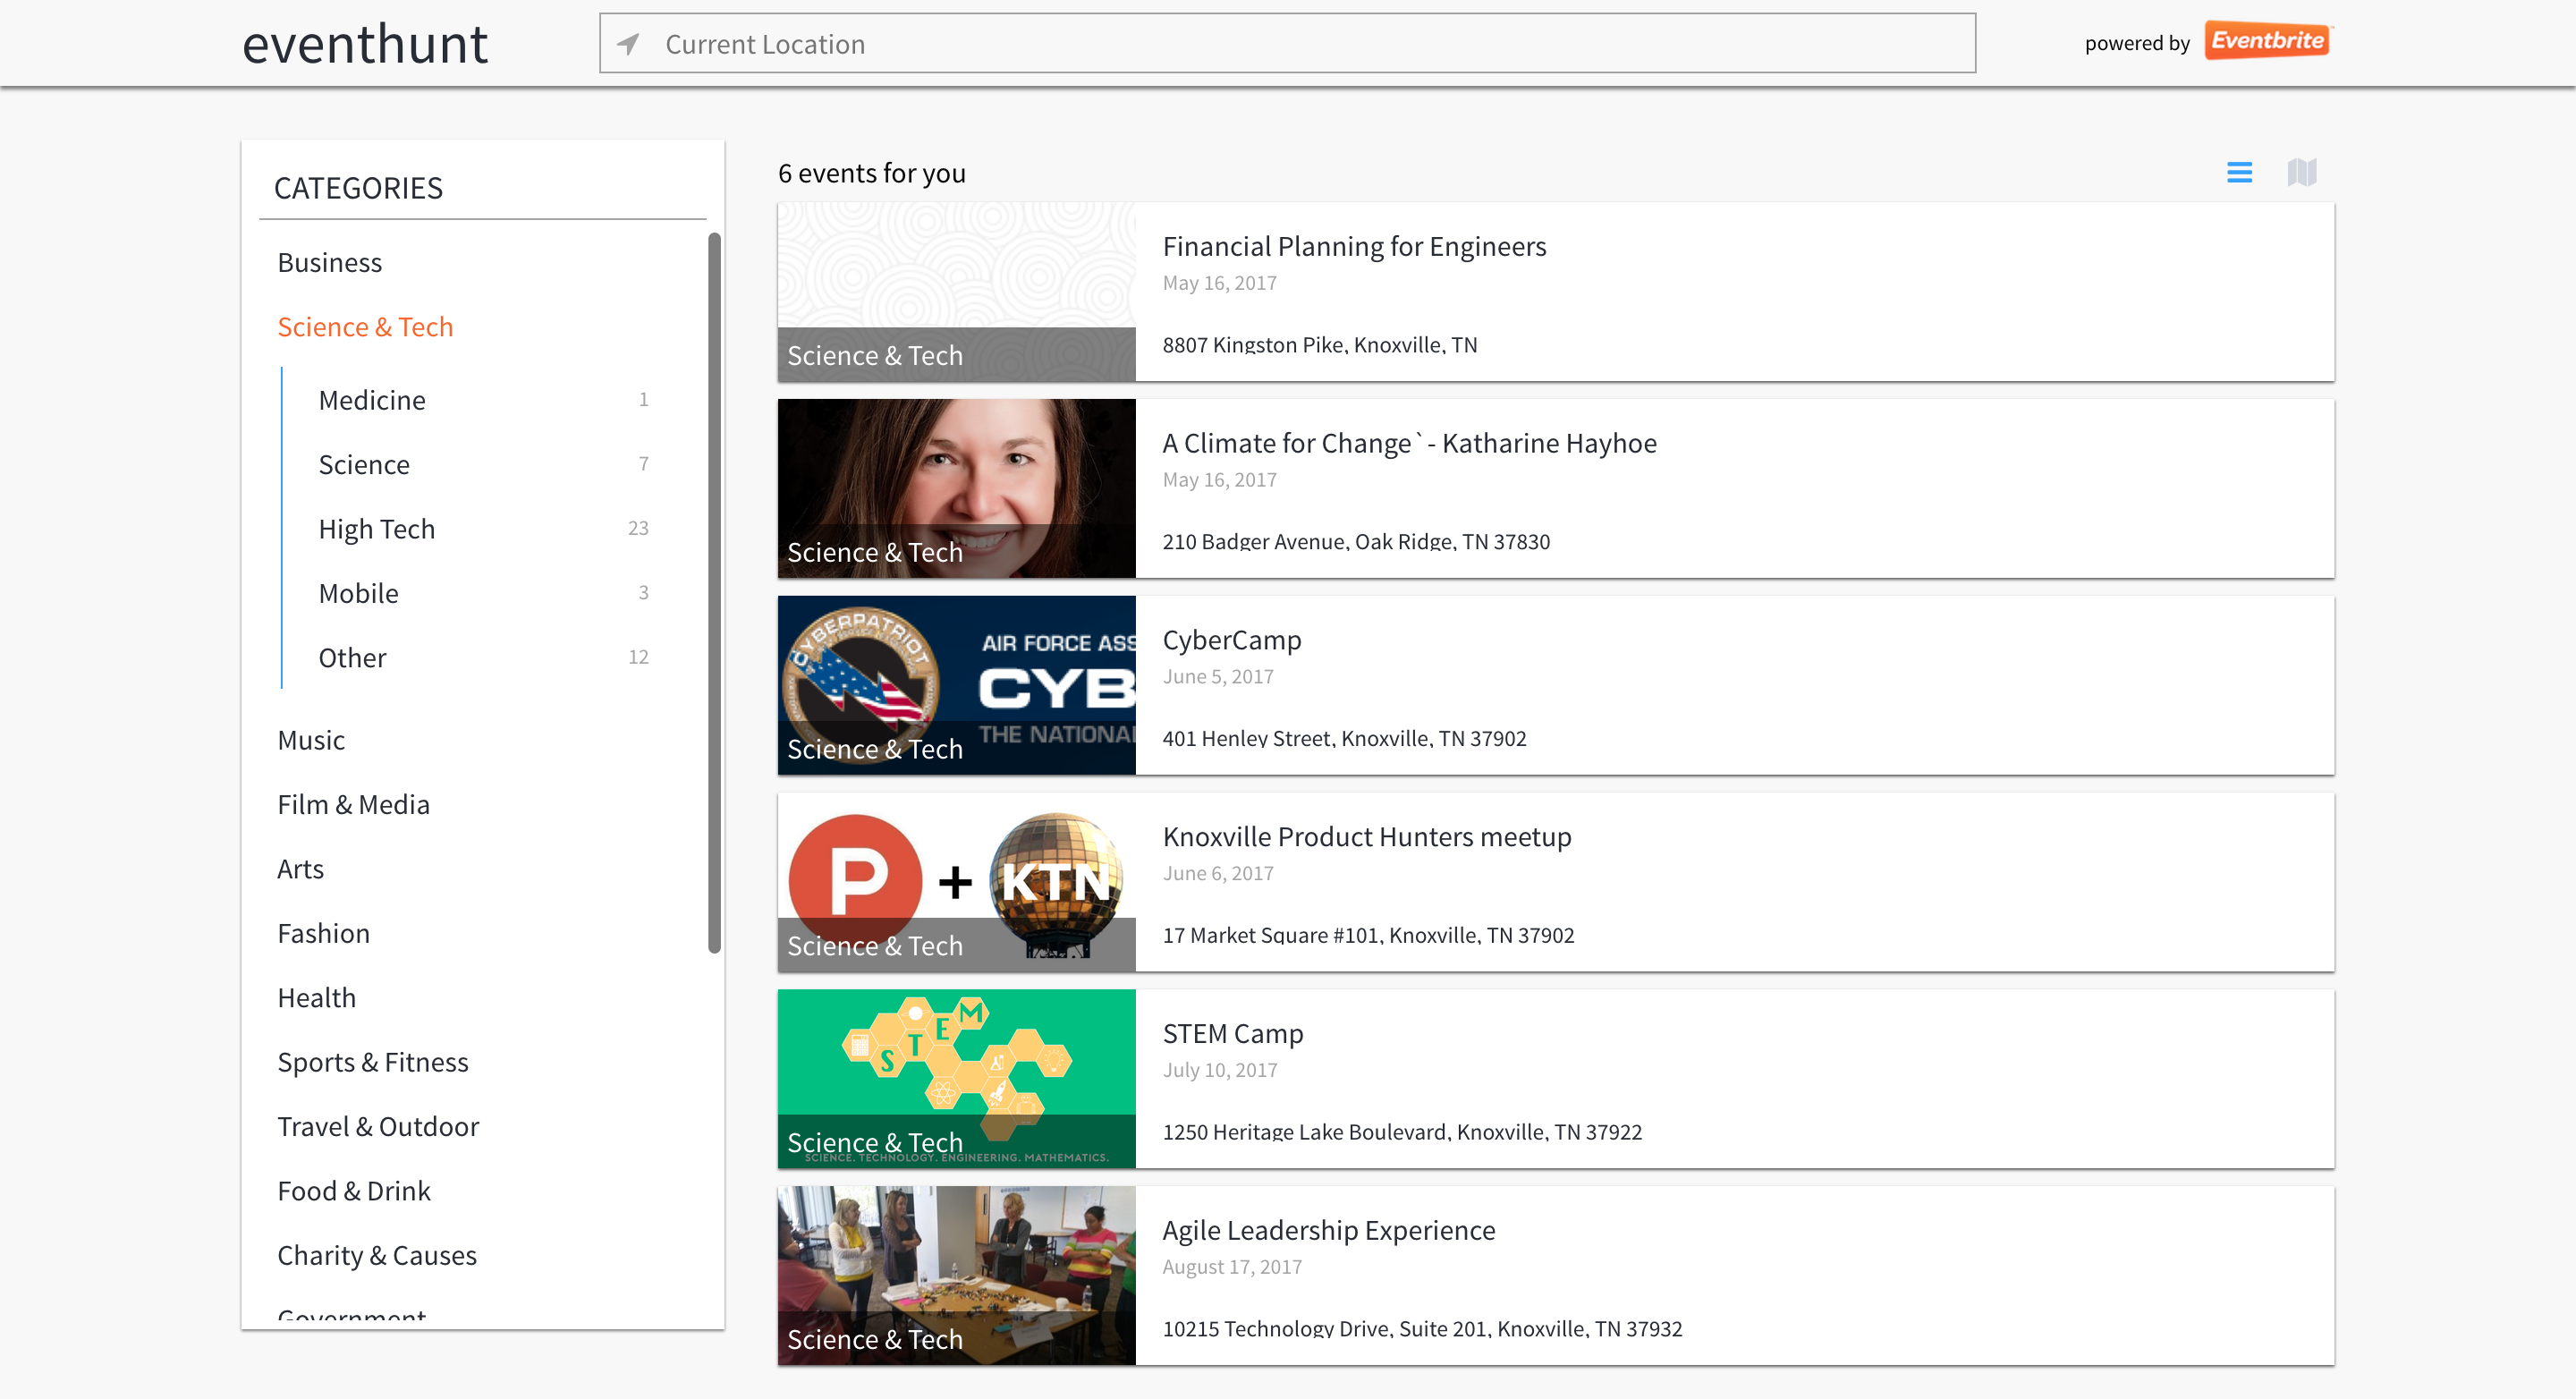 eventhunt
Current Location
powered by Eventbrite
CATEGORIES
Business
Science & Tech
Medicine 1
Science 7
High Tech 23
Mobile 3
Other 12
Music
Film & Media
Arts
Fashion
Health
Sports & Fitness
Travel & Outdoor
Food & Drink
Charity & Causes
Government
6 events for you
Science & Tech
Financial Planning for Engineers
May 16, 2017
8807 Kingston Pike, Knoxville, TN
Science & Tech
A Climate for Change`- Katharine Hayhoe
May 16, 2017
210 Badger Avenue, Oak Ridge, TN 37830
CYBERPATRIOT
AIR FORCE ASS
CYB
THE NATIONAL
Science & Tech
CyberCamp
June 5, 2017
401 Henley Street, Knoxville, TN 37902
P + KTN
Science & Tech
Knoxville Product Hunters meetup
June 6, 2017
17 Market Square #101, Knoxville, TN 37902
STEM
Science & Tech
SCIENCE. TECHNOLOGY. ENGINEERING. MATHEMATICS.
STEM Camp
July 10, 2017
1250 Heritage Lake Boulevard, Knoxville, TN 37922
Science & Tech
Agile Leadership Experience
August 17, 2017
10215 Technology Drive, Suite 201, Knoxville, TN 37932